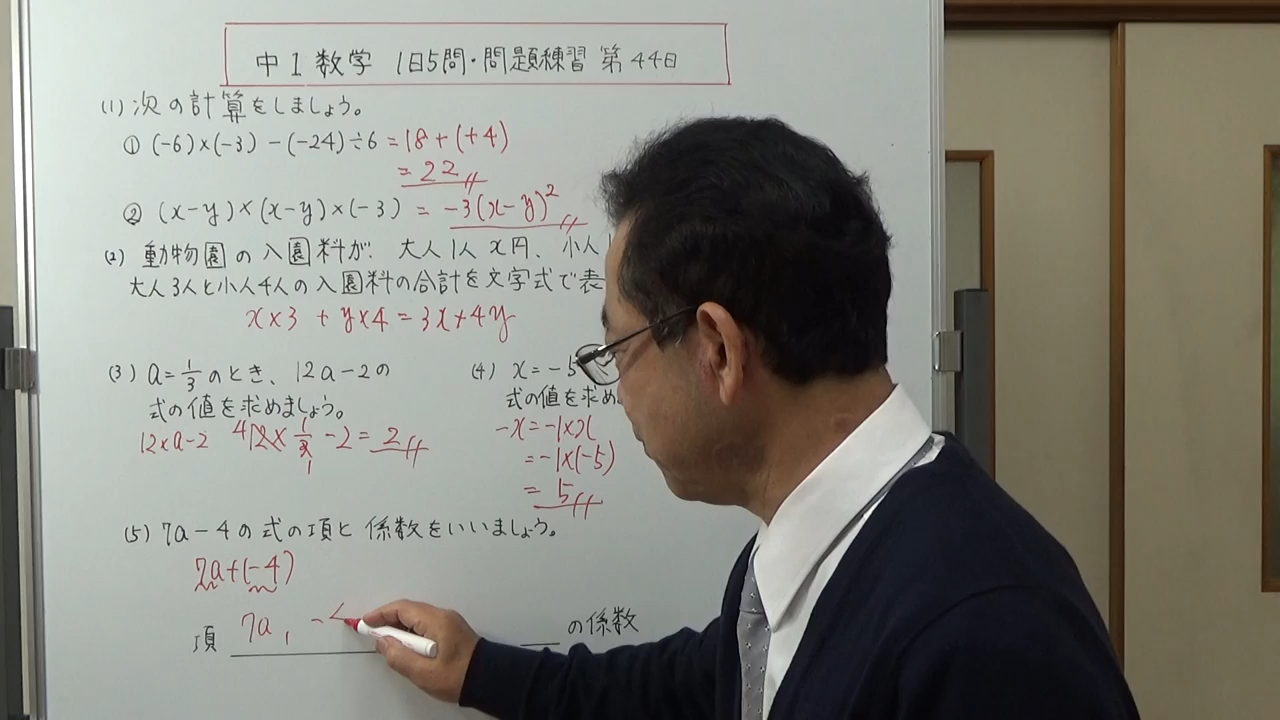 中1数学 1日5問・問題練習 第44日
(1) 次の計算をしましょう。
① (-6)×(-3) -(-24)÷6 = 18+(+4)
= 22
② (x-y)×(x-y)×(-3) = -3(x-y)²
(2) 動物園の入園料が、大人1人 x円、小人
大人3人と小人4人の入園料の合計を文字式で表
x×3 + y×4 = 3x+4y
(3) a=1/3 のとき、12a-2の
式の値を求めましょう。
12×a-2 4 12× 1/3 1 -2= 2
(4) x=-5
式の値を求め
-x=-1×x
=-1×(-5)
= 5
(5) 7a-4の式の項と係数をいいましょう。
7a+(-4)
項 7a, -4
の係数